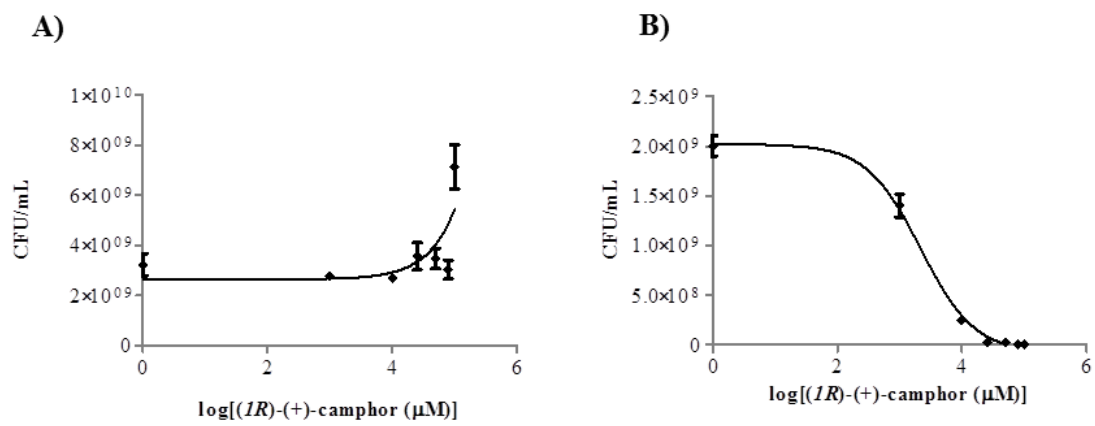 A)
B)
1×10¹⁰
8×10⁰⁹
6×10⁰⁹
4×10⁰⁹
2×10⁰⁹
0
CFU/mL
0 2 4 6
log[(1R)-(+)-camphor (µM)]
2.5×10⁹
2.0×10⁹
1.5×10⁹
1.0×10⁹
5.0×10⁸
0
CFU/mL
0 2 4 6
log[(1R)-(+)-camphor (µM)]